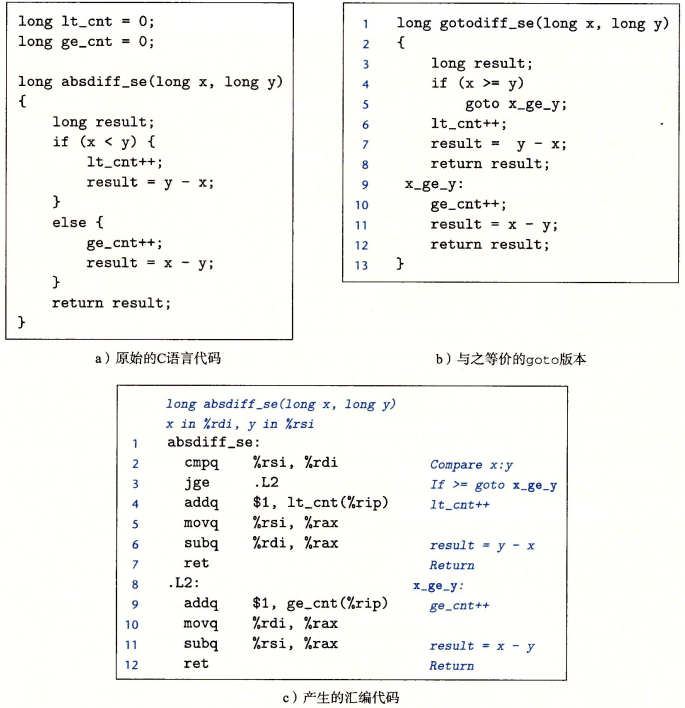 long lt_cnt = 0;
long ge_cnt = 0;
long absdiff_se(long x, long y)
{
    long result;
    if (x < y) {
        lt_cnt++;
        result = y - x;
    }
    else {
        ge_cnt++;
        result = x - y;
    }
    return result;
}
a）原始的C语言代码
1 long gotodiff_se(long x, long y)
2 {
3     long result;
4     if (x >= y)
5         goto x_ge_y;
6     lt_cnt++;
7     result =  y - x;
8     return result;
9  x_ge_y:
10     ge_cnt++;
11     result = x - y;
12     return result;
13 }
b）与之等价的goto版本
long absdiff_se(long x, long y)
x in %rdi, y in %rsi
1 absdiff_se:
2   cmpq    %rsi, %rdi    Compare x:y
3   jge     .L2    If >= goto x_ge_y
4   addq    $1, lt_cnt(%rip)    lt_cnt++
5   movq    %rsi, %rax
6   subq    %rdi, %rax    result = y - x
7   ret    Return
8 .L2:    x_ge_y:
9   addq    $1, ge_cnt(%rip)    ge_cnt++
10   movq    %rdi, %rax
11   subq    %rsi, %rax    result = x - y
12   ret    Return
c）产生的汇编代码